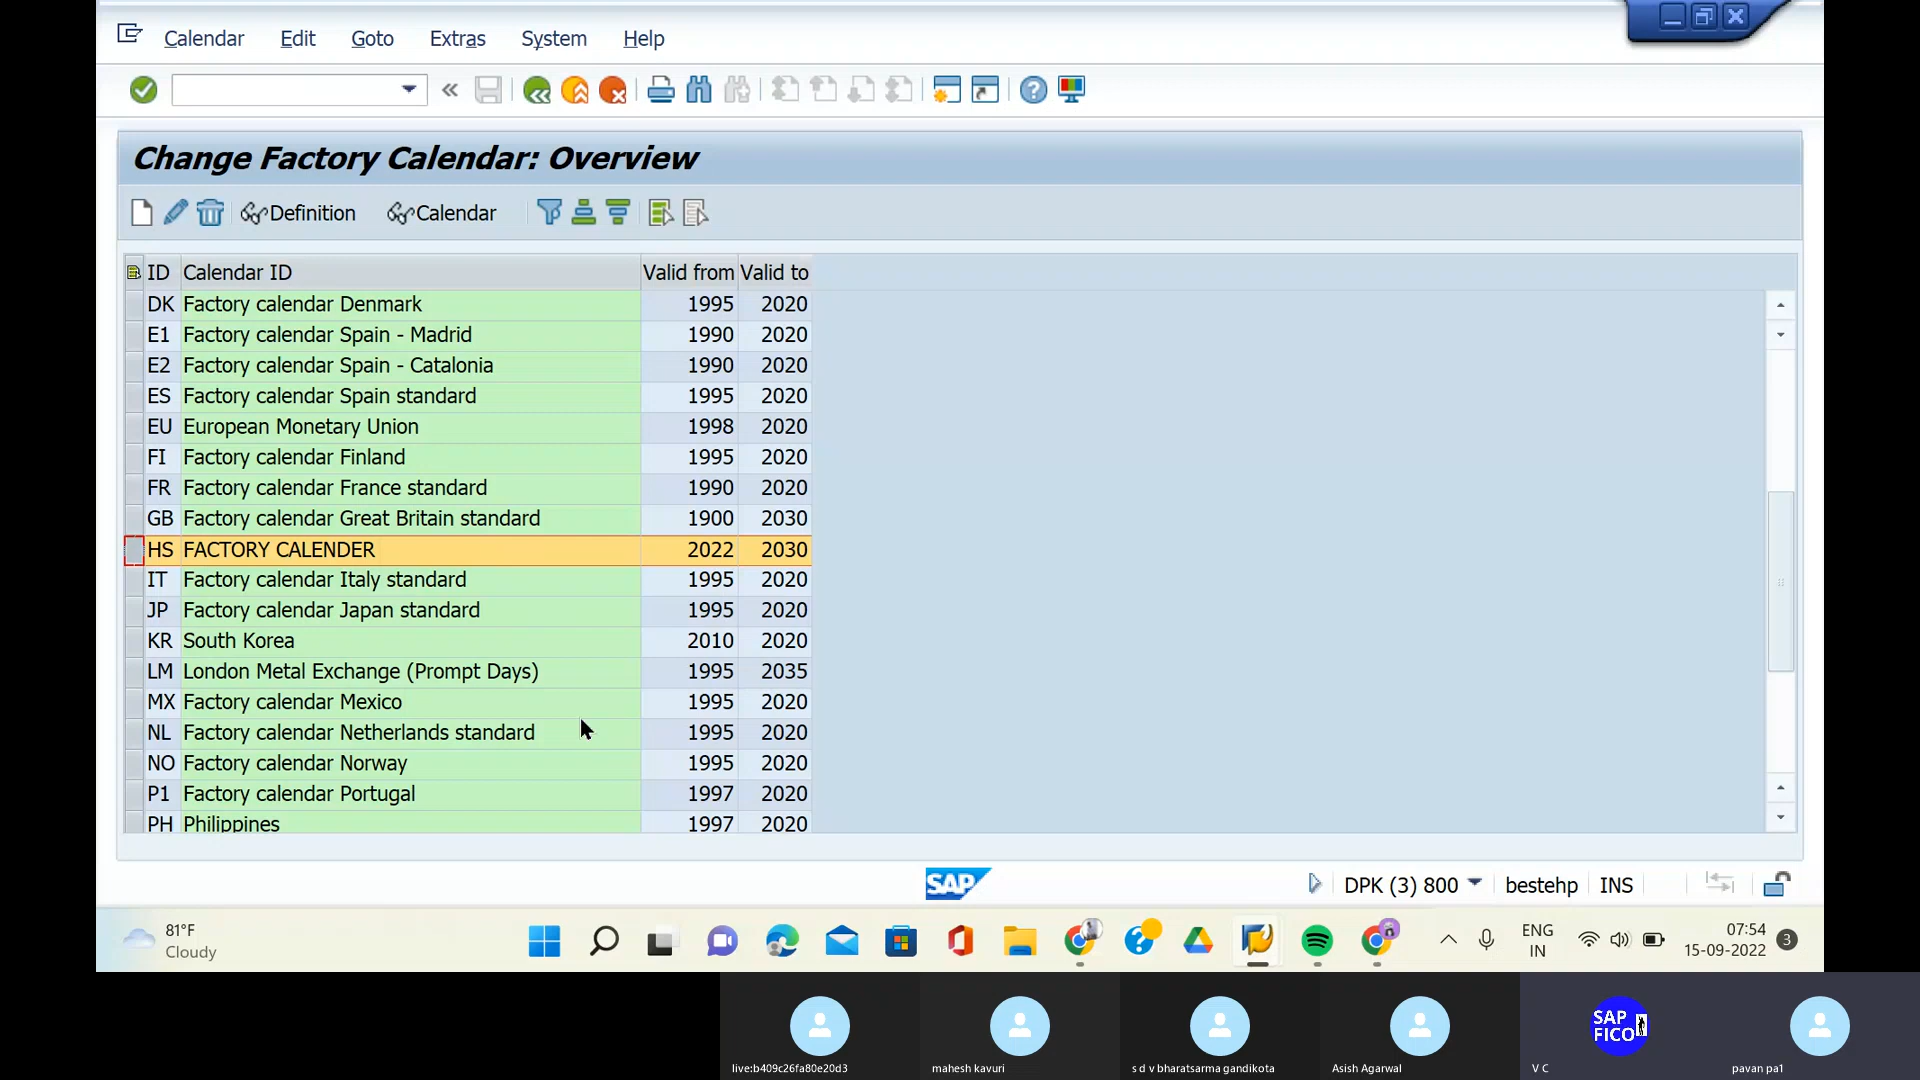 Calendar Edit Goto Extras System Help
Change Factory Calendar: Overview
Definition Calendar
ID Calendar ID Valid from Valid to
DK Factory calendar Denmark 1995 2020
E1 Factory calendar Spain - Madrid 1990 2020
E2 Factory calendar Spain - Catalonia 1990 2020
ES Factory calendar Spain standard 1995 2020
EU European Monetary Union 1998 2020
FI Factory calendar Finland 1995 2020
FR Factory calendar France standard 1990 2020
GB Factory calendar Great Britain standard 1900 2030
HS FACTORY CALENDER 2022 2030
IT Factory calendar Italy standard 1995 2020
JP Factory calendar Japan standard 1995 2020
KR South Korea 2010 2020
LM London Metal Exchange (Prompt Days) 1995 2035
MX Factory calendar Mexico 1995 2020
NL Factory calendar Netherlands standard 1995 2020
NO Factory calendar Norway 1995 2020
P1 Factory calendar Portugal 1997 2020
PH Philippines 1997 2020
SAP DPK (3) 800 bestehp INS
81°F
Cloudy
ENG
IN
07:54
15-09-2022
3
SAP
FICO
live:b409c26fa80e20d3 mahesh kavuri s d v bharatsarma gandikota Asish Agarwal V C pavan pa1